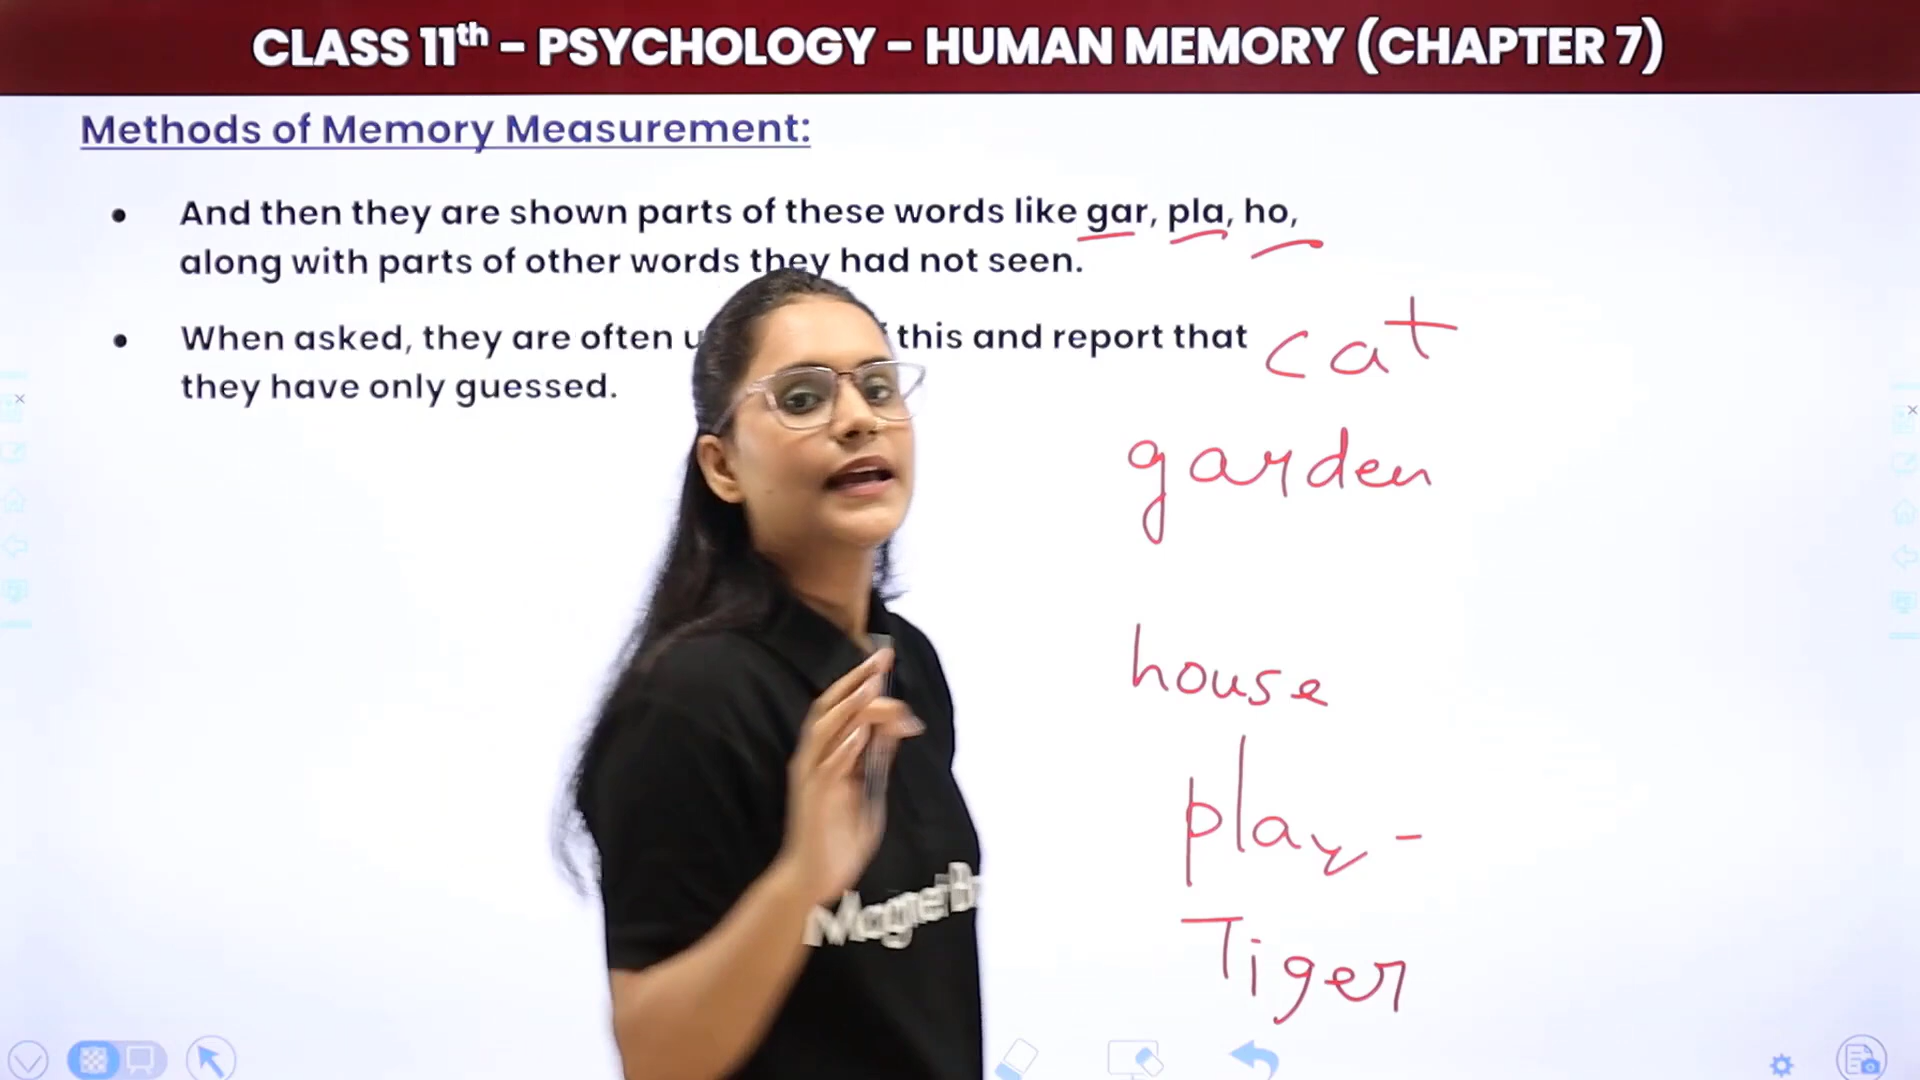 CLASS 11th - PSYCHOLOGY - HUMAN MEMORY (CHAPTER 7)
Methods of Memory Measurement:
• And then they are shown parts of these words like gar, pla, ho,
along with parts of other words they had not seen.
• When asked, they are often this and report that
they have only guessed.
cat
garden
house
play -
Tiger